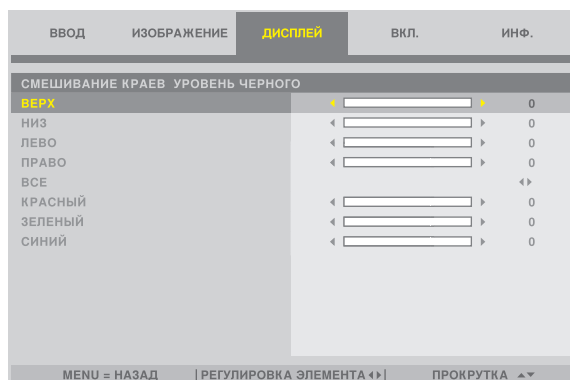 ВВОД ИЗОБРАЖЕНИЕ ДИСПЛЕЙ ВКЛ. ИНФ.
СМЕШИВАНИЕ КРАЕВ УРОВЕНЬ ЧЕРНОГО
ВЕРХ 0
НИЗ 0
ЛЕВО 0
ПРАВО 0
ВСЕ
КРАСНЫЙ 0
ЗЕЛЕНЫЙ 0
СИНИЙ 0
MENU = НАЗАД | РЕГУЛИРОВКА ЭЛЕМЕНТА | ПРОКРУТКА